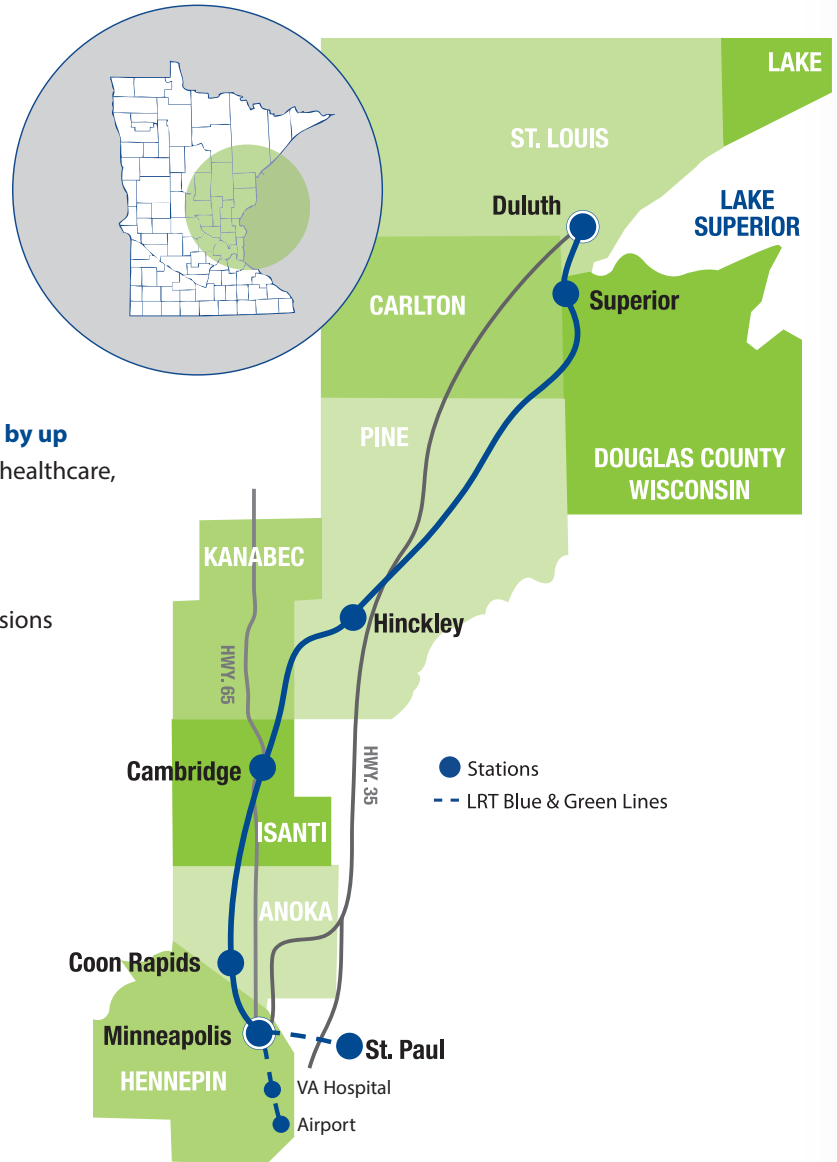 LAKE
ST. LOUIS
Duluth
LAKE
SUPERIOR
CARLTON
Superior
by up
healthcare,
PINE
DOUGLAS COUNTY
WISCONSIN
KANABEC
sions
Hinckley
HWY. 65
Cambridge
HWY. 35
Stations
LRT Blue & Green Lines
ISANTI
ANOKA
Coon Rapids
Minneapolis
St. Paul
HENNEPIN
VA Hospital
Airport